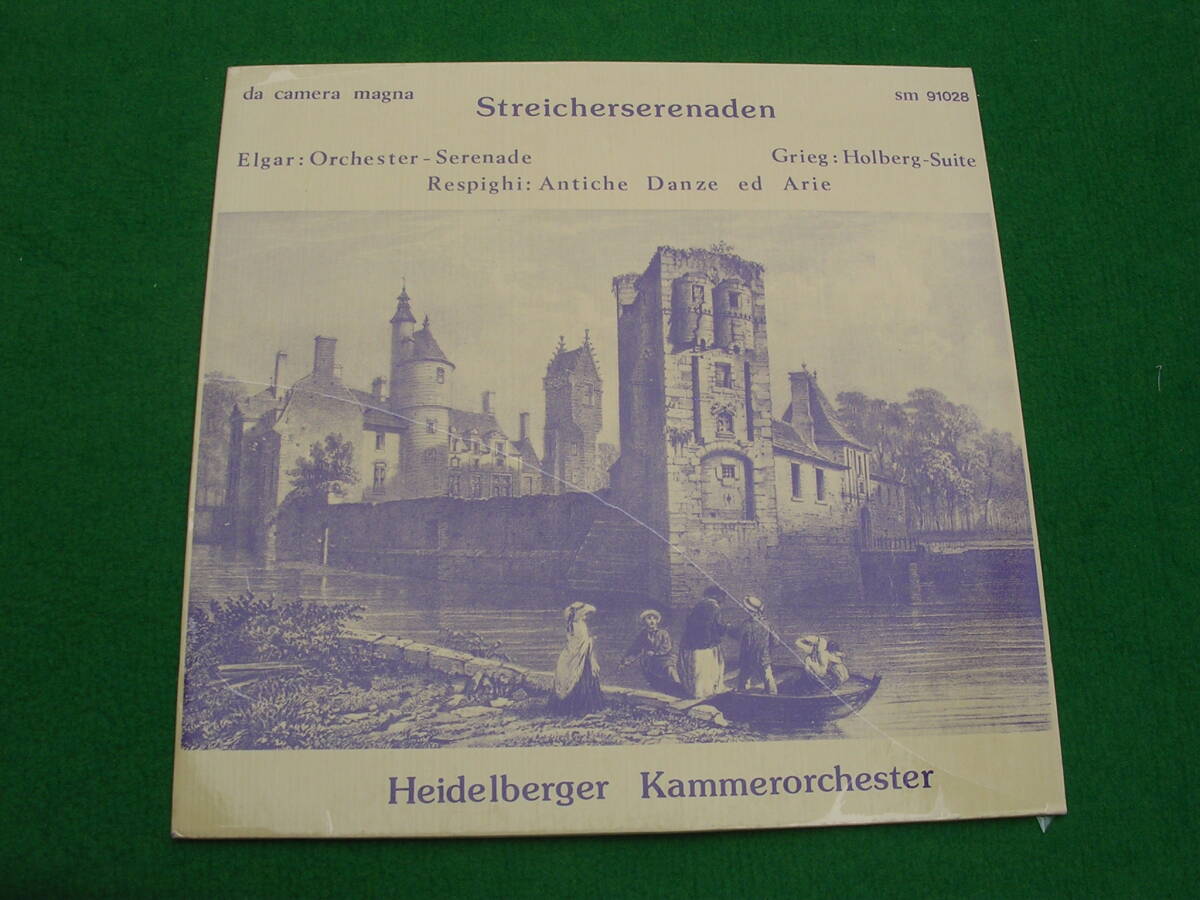 da camera magna
Streicherserenaden
sm 91028
Elgar: Orchester-Serenade
Grieg: Holberg-Suite
Respighi: Antiche Danze ed Arie
Heidelberger Kammerorchester